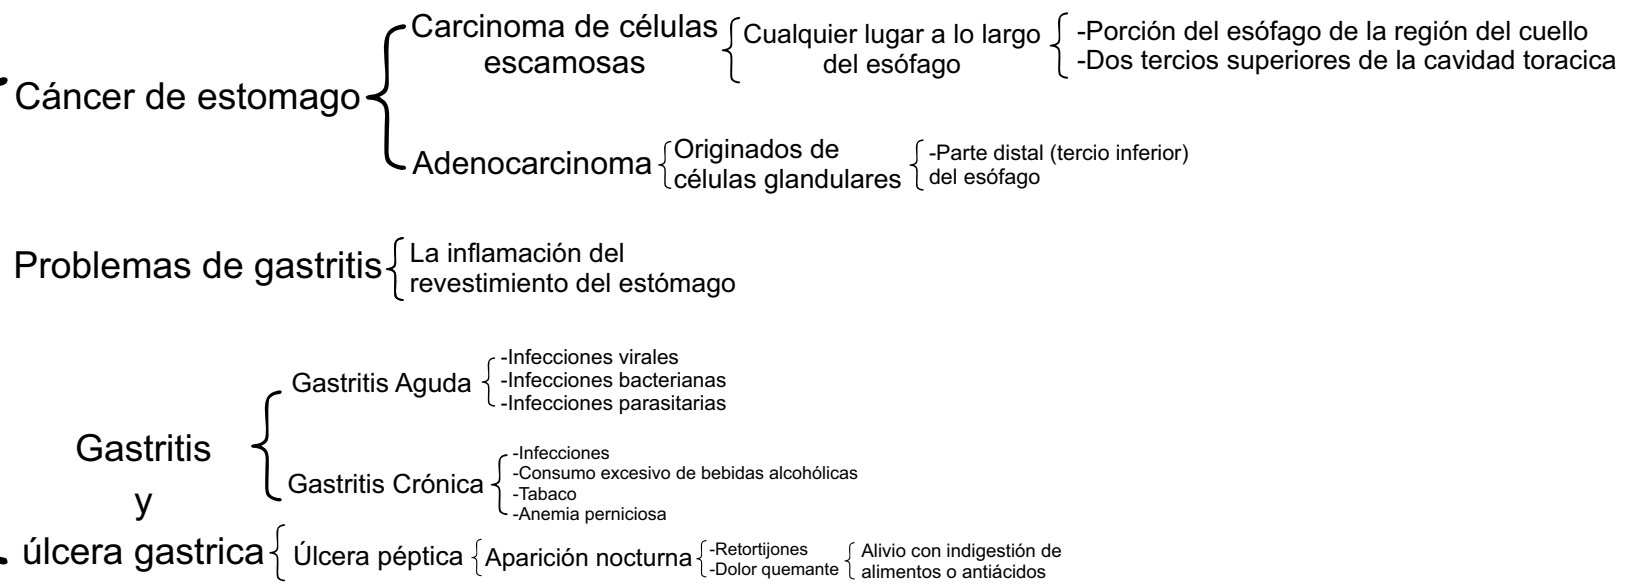 Cáncer de estomago
Carcinoma de células
escamosas
Cualquier lugar a lo largo
del esófago
-Porción del esófago de la región del cuello
-Dos tercios superiores de la cavidad toracica
Adenocarcinoma
Originados de
células glandulares
-Parte distal (tercio inferior)
del esófago
Problemas de gastritis
La inflamación del
revestimiento del estómago
Gastritis
y
úlcera gastrica
Gastritis Aguda
-Infecciones virales
-Infecciones bacterianas
-Infecciones parasitarias
Gastritis Crónica
-Infecciones
-Consumo excesivo de bebidas alcohólicas
-Tabaco
-Anemia perniciosa
Úlcera péptica
Aparición nocturna
-Retortijones
-Dolor quemante
Alivio con indigestión de
alimentos o antiácidos